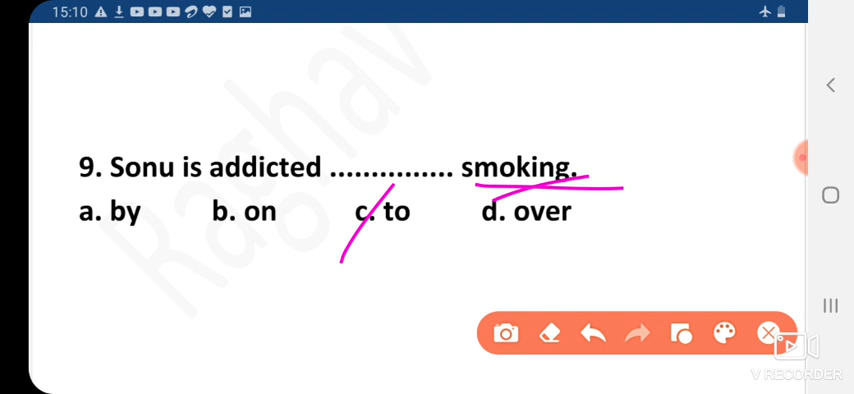 15:10
Raghav
9. Sonu is addicted ............... smoking.
a. by b. on c. to d. over
V RECORDER